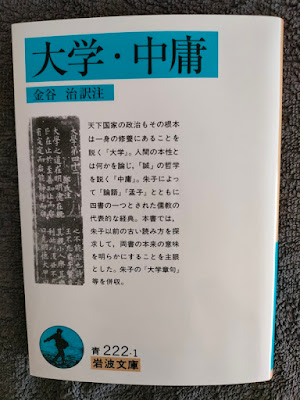 大学・中庸
金谷 治訳注
天下国家の政治もその根本
は一身の修養にあることを
説く「大学」。人間の本性と
は何かを論じ、「誠」の哲学
を説く「中庸」。朱子によっ
て「論語」「孟子」とともに
四書の一つとされた儒教の
代表的な経典。本書では、
朱子以前の古い読み方を探
求して、両書の本来の意味
を明らかにすることを主眼
とした。朱子の「大学章句」
等を併収。
青 222-1
岩波文庫